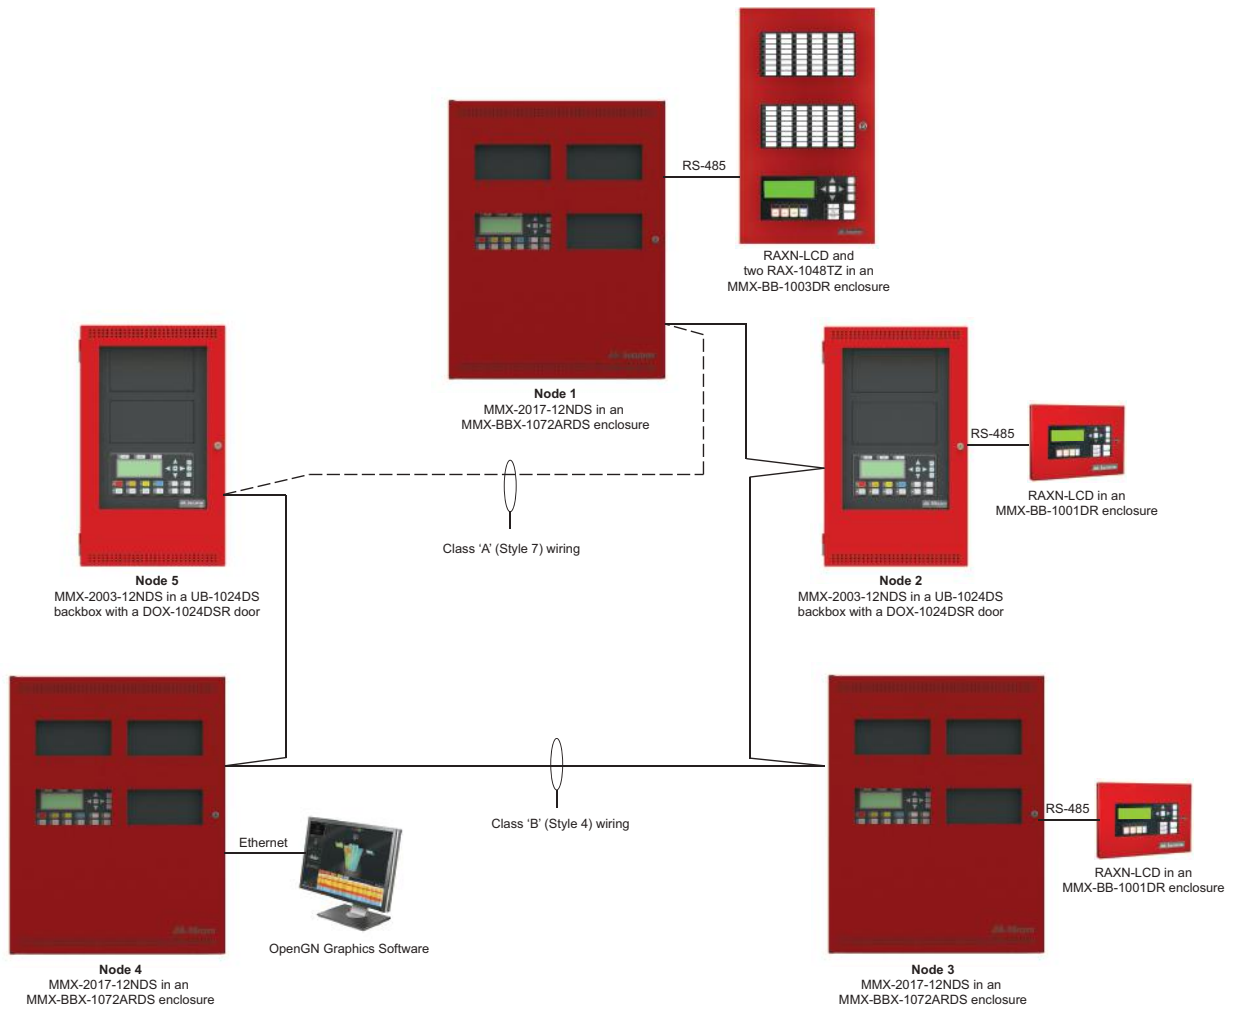 RS-485
RAXN-LCD and
two RAX-1048TZ in an
MMX-BB-1003DR enclosure
Node 1
MMX-2017-12NDS in an
MMX-BBX-1072ARDS enclosure
RS-485
RAXN-LCD in an
MMX-BB-1001DR enclosure
Class ‘A’ (Style 7) wiring
Node 5
MMX-2003-12NDS in a UB-1024DS
backbox with a DOX-1024DSR door
Node 2
MMX-2003-12NDS in a UB-1024DS
backbox with a DOX-1024DSR door
Class ‘B’ (Style 4) wiring
RS-485
RAXN-LCD in an
MMX-BB-1001DR enclosure
Ethernet
OpenGN Graphics Software
Node 4
MMX-2017-12NDS in an
MMX-BBX-1072ARDS enclosure
Node 3
MMX-2017-12NDS in an
MMX-BBX-1072ARDS enclosure